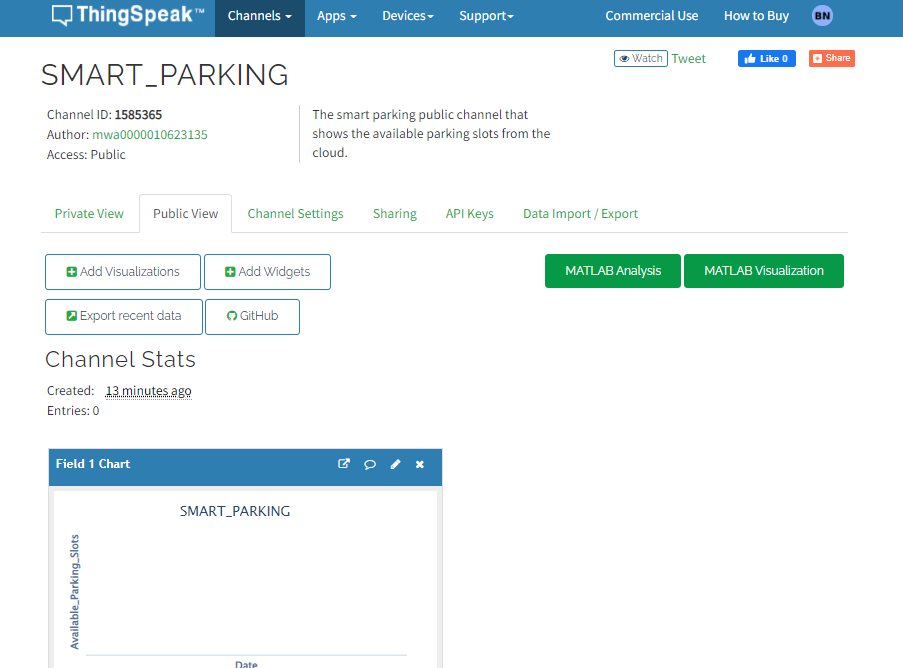 ThingSpeak™ Channels Apps Devices Support Commercial Use How to Buy BN
Watch Tweet Like 0 Share
SMART_PARKING
Channel ID: 1585365
Author: mwa0000010623135
Access: Public
The smart parking public channel that
shows the available parking slots from the
cloud.
Private View Public View Channel Settings Sharing API Keys Data Import / Export
Add Visualizations Add Widgets MATLAB Analysis MATLAB Visualization
Export recent data GitHub
Channel Stats
Created: 13 minutes ago
Entries: 0
Field 1 Chart
SMART_PARKING
Available_Parking_Slots
Date